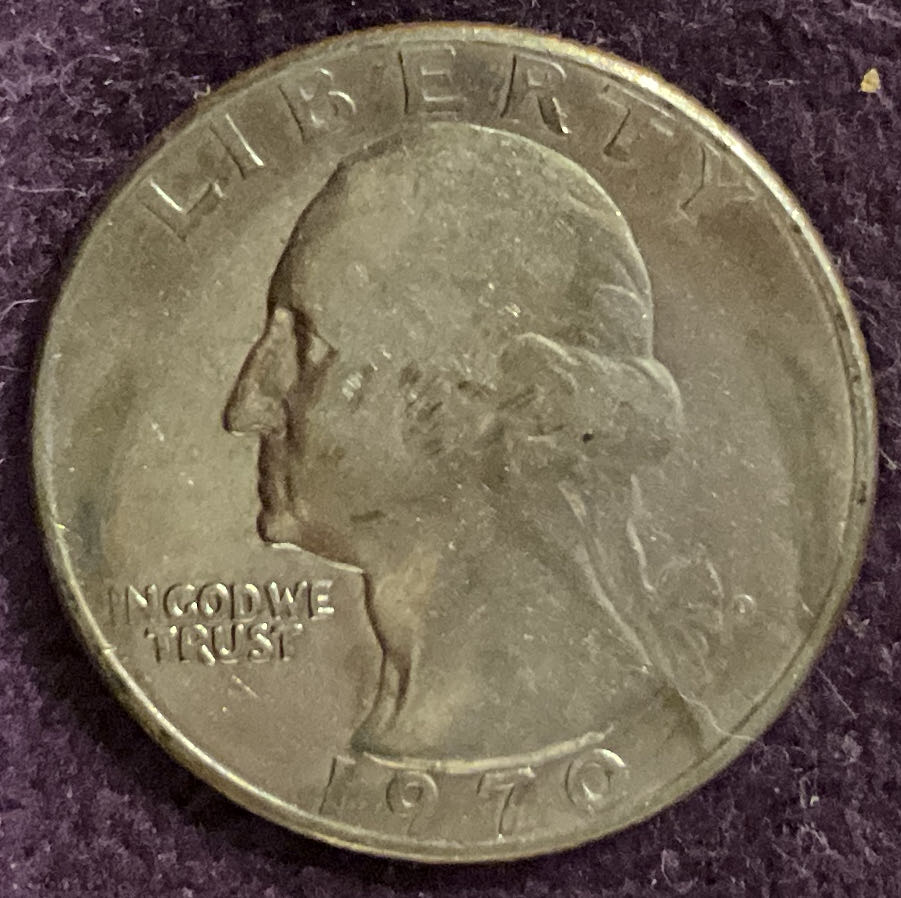 LIBERTY
IN GOD WE
TRUST
D
1970